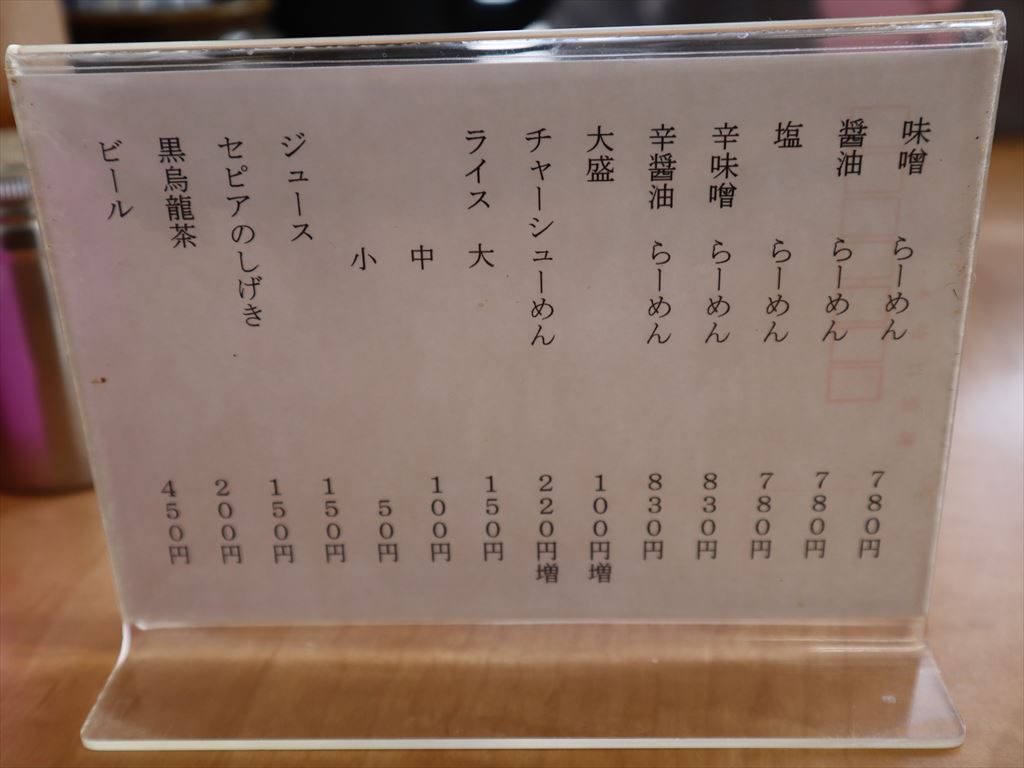 味噌 らーめん 780円
醤油 らーめん 780円
塩 らーめん 780円
辛味噌 らーめん 830円
辛醤油 らーめん 830円
大盛 100円増
チャーシューめん 220円増
ライス 大 150円
中 100円
小 50円
ジュース 150円
セピアのしげき 150円
黒烏龍茶 200円
ビール 450円